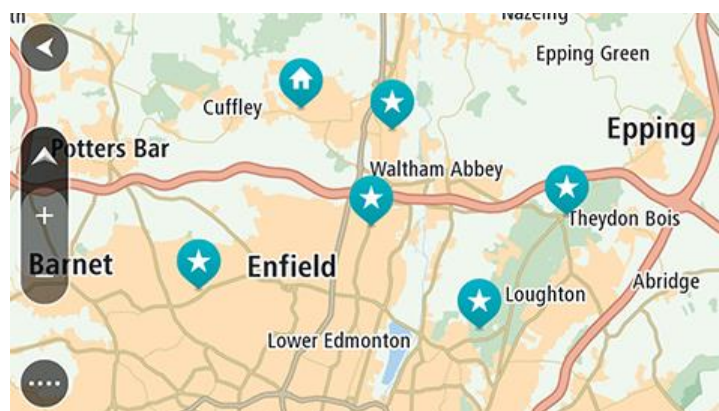 Nazeing
Epping Green
Cuffley
Epping
Potters Bar
Waltham Abbey
Theydon Bois
Barnet
Enfield
Loughton
Abridge
Lower Edmonton